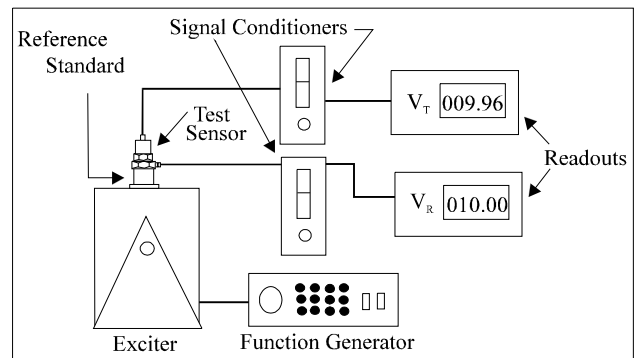 Signal Conditioners
Reference
Standard
Test
Sensor
V_T 009.96
Readouts
V_R 010.00
Exciter
Function Generator